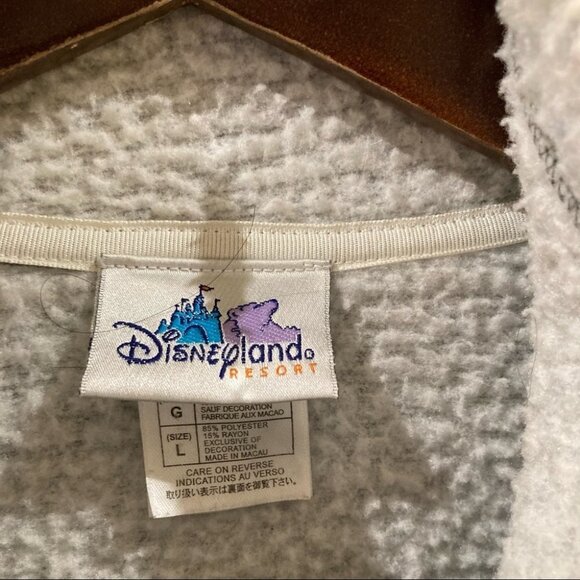 Disneyland®
RESORT
G
SAUF DECORATION
FABRIQUE AUX MACAO
(SIZE)
L
85% POLYESTER
15% RAYON
EXCLUSIVE OF
DECORATION
MADE IN MACAU
CARE ON REVERSE
INDICATIONS AU VERSO
取り扱い表示は裏面を御覧下さい。